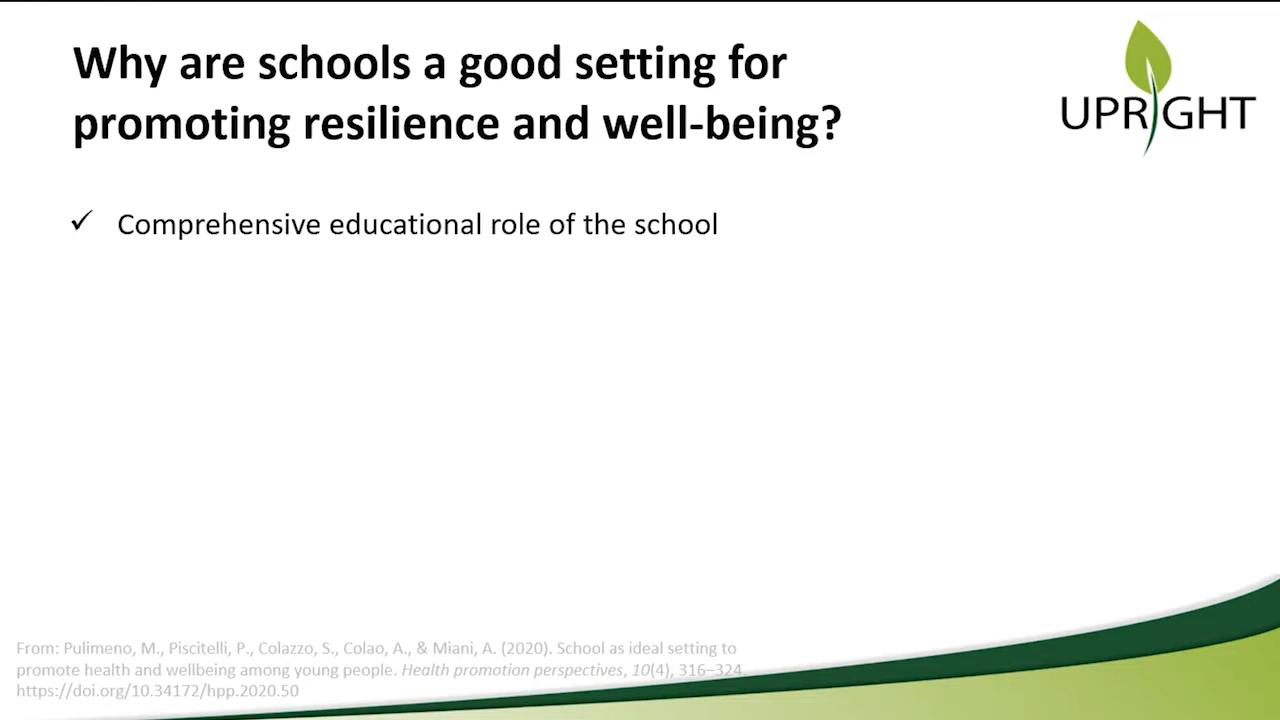 Why are schools a good setting for
promoting resilience and well-being?
UPRIGHT
✓ Comprehensive educational role of the school
From: Pulimeno, M., Piscitelli, P., Colazzo, S., Colao, A., & Miani, A. (2020). School as ideal setting to
promote health and wellbeing among young people. Health promotion perspectives, 10(4), 316–324.
https://doi.org/10.34172/hpp.2020.50